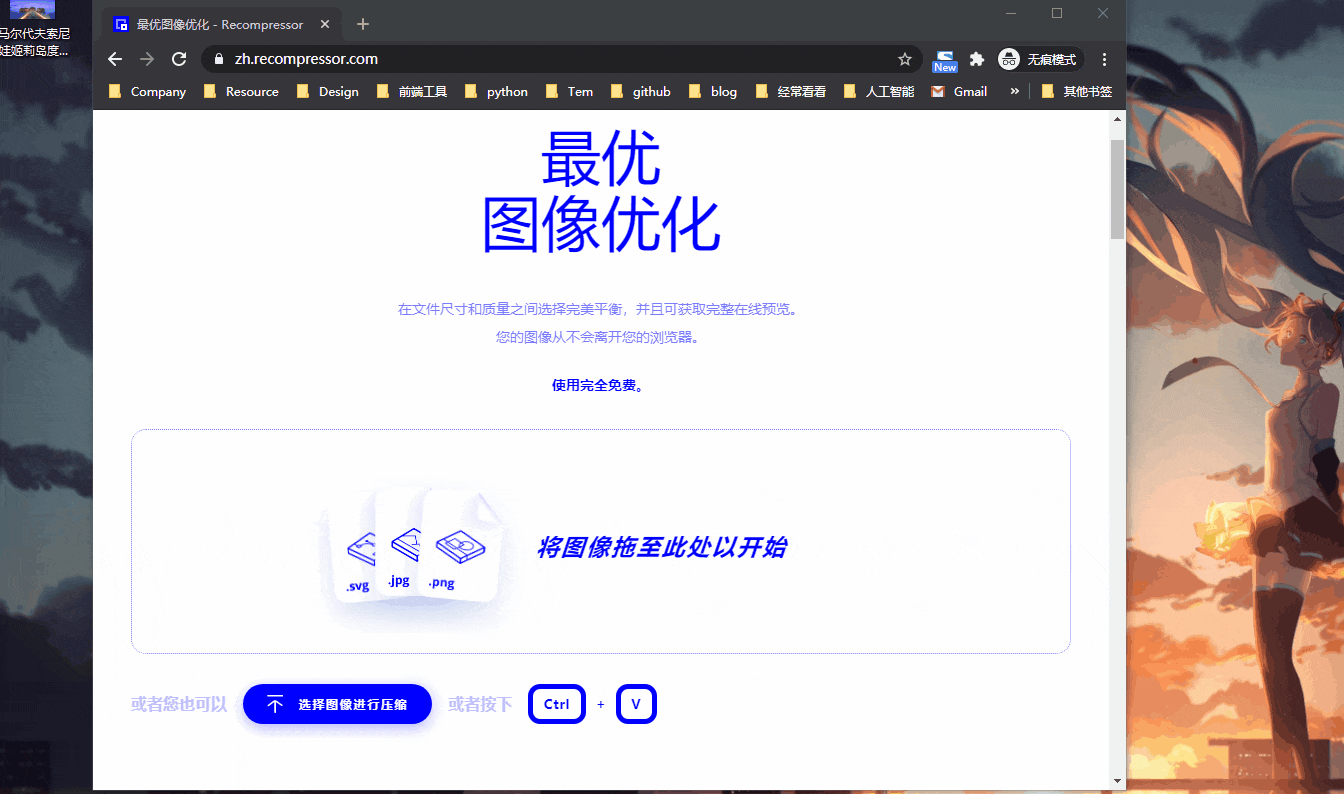 马尔代夫索尼
娃姬莉岛度...
最优图像优化 - Recompressor
zh.recompressor.com
New
无痕模式
Company
Resource
Design
前端工具
python
Tem
github
blog
经常看看
人工智能
Gmail
»
其他书签
最优
图像优化
在文件尺寸和质量之间选择完美平衡，并且可获取完整在线预览。
您的图像从不会离开您的浏览器。
使用完全免费。
.svg
.jpg
.png
将图像拖至此处以开始
或者您也可以
选择图像进行压缩
或者按下
Ctrl
+
V